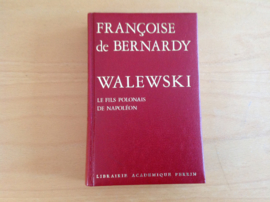 FRANÇOISE
de BERNARDY
WALEWSKI
LE FILS POLONAIS
DE NAPOLÉON
LIBRAIRIE ACADÉMIQUE PERRIN